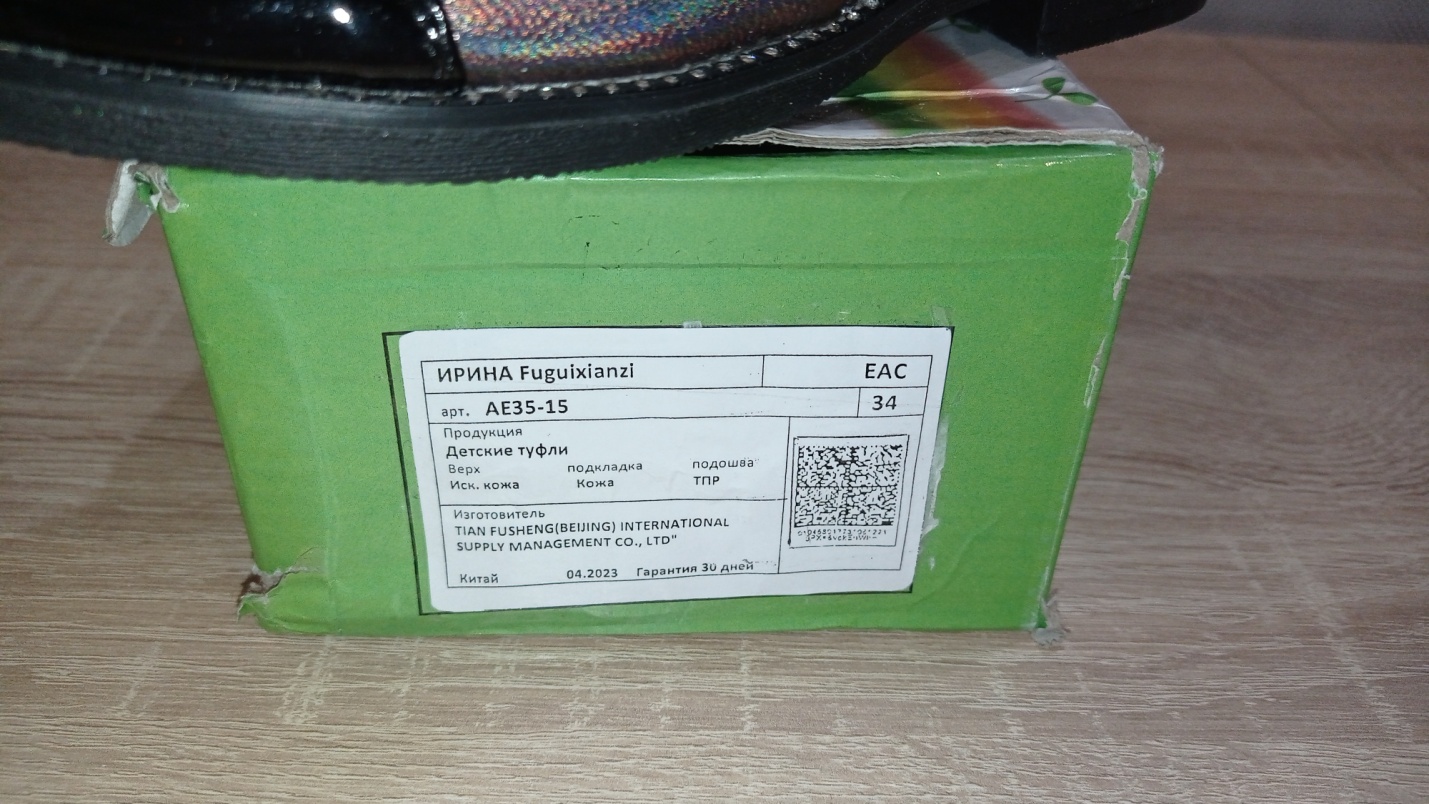 ИРИНА Fuguixianzi EAC
арт. AE35-15 34
Продукция
Детские туфли
Верх подкладка подошва
Иск. кожа Кожа ТПР
Изготовитель
TIAN FUSHENG(BEIJING) INTERNATIONAL
SUPPLY MANAGEMENT CO., LTD"
Китай 04.2023 Гарантия 30 дней